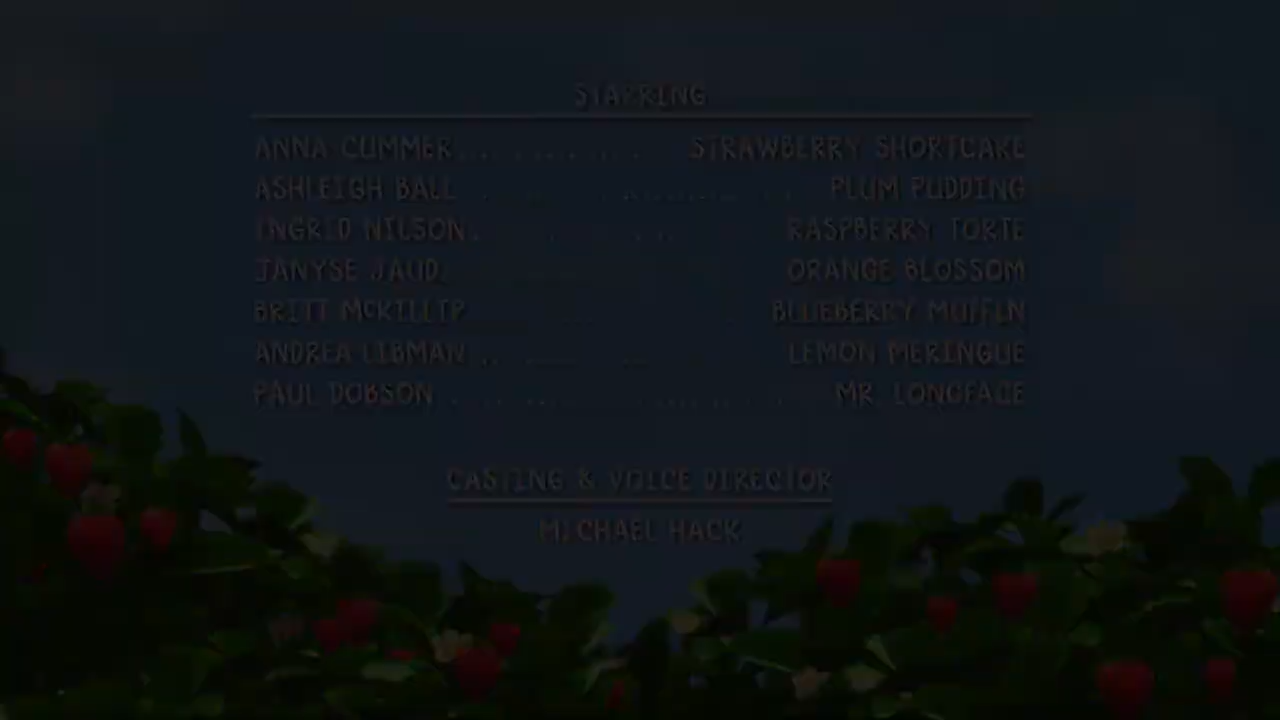 STARRING
ANNA CUMMER.......... STRAWBERRY SHORTCAKE
ASHLEIGH BALL .......... PLUM PUDDING
INGRID NILSON.......... RASPBERRY TORTE
JANYSE JAUD .......... ORANGE BLOSSOM
BRITT McKILLIP .......... BLUEBERRY MUFFIN
ANDREA LIBMAN .......... LEMON MERINGUE
PAUL DOBSON .......... MR. LONGFACE
CASTING & VOICE DIRECTOR
MICHAEL HACK